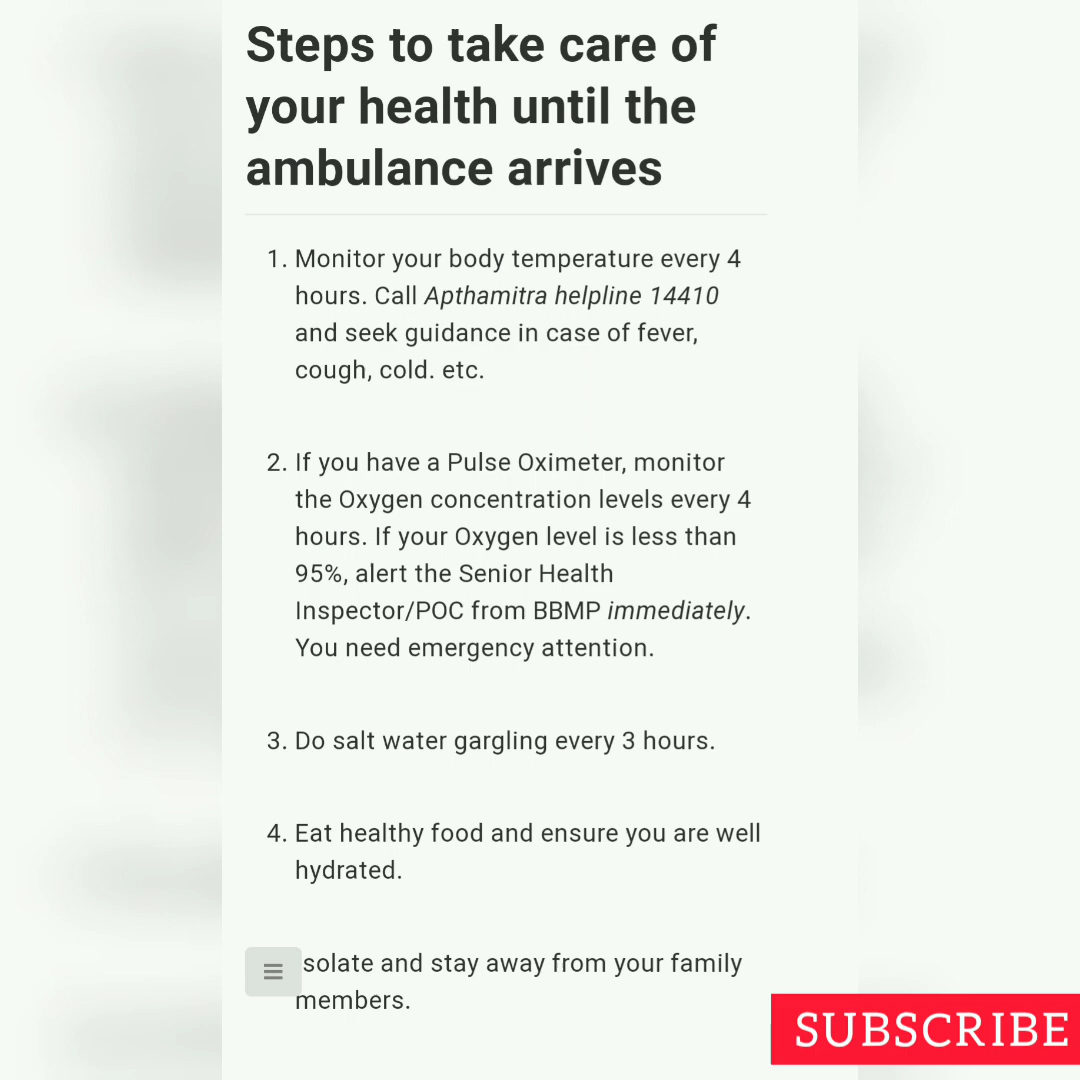 Steps to take care of
your health until the
ambulance arrives
1. Monitor your body temperature every 4
hours. Call Apthamitra helpline 14410
and seek guidance in case of fever,
cough, cold. etc.
2. If you have a Pulse Oximeter, monitor
the Oxygen concentration levels every 4
hours. If your Oxygen level is less than
95%, alert the Senior Health
Inspector/POC from BBMP immediately.
You need emergency attention.
3. Do salt water gargling every 3 hours.
4. Eat healthy food and ensure you are well
hydrated.
solate and stay away from your family
members.
SUBSCRIBE